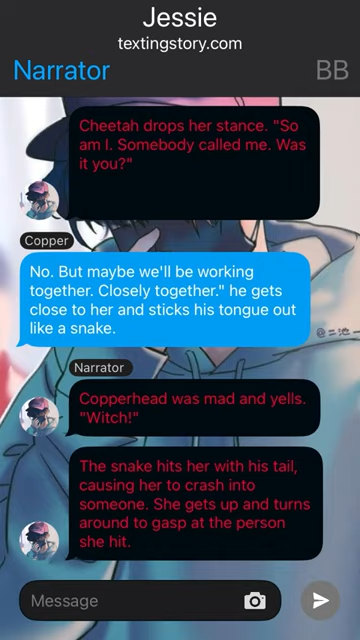 Jessie
textingstory.com
Narrator BB
Cheetah drops her stance. "So
am I. Somebody called me. Was
it you?"
Copper
No. But maybe we'll be working
together. Closely together." he gets
close to her and sticks his tongue out
like a snake.
Narrator
Copperhead was mad and yells.
"Witch!"
The snake hits her with his tail,
causing her to crash into
someone. She gets up and turns
around to gasp at the person
she hit.
Message